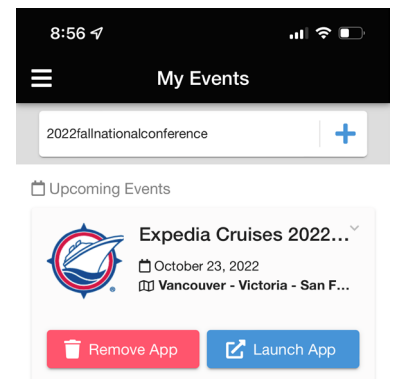 8:56
My Events
2022fallnationalconference
Upcoming Events
Expedia Cruises 2022...
October 23, 2022
Vancouver - Victoria - San F...
Remove App
Launch App